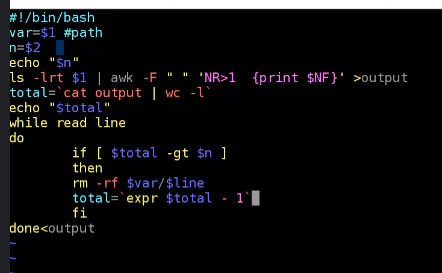 #!/bin/bash
var=$1 #path
n=$2
echo "$n"
ls -lrt $1 | awk -F " " 'NR>1  {print $NF}' >output
total=`cat output | wc -l`
echo "$total"
while read line
do
        if [ $total -gt $n ]
        then
        rm -rf $var/$line
        total=`expr $total - 1`
        fi
done<output
~
~